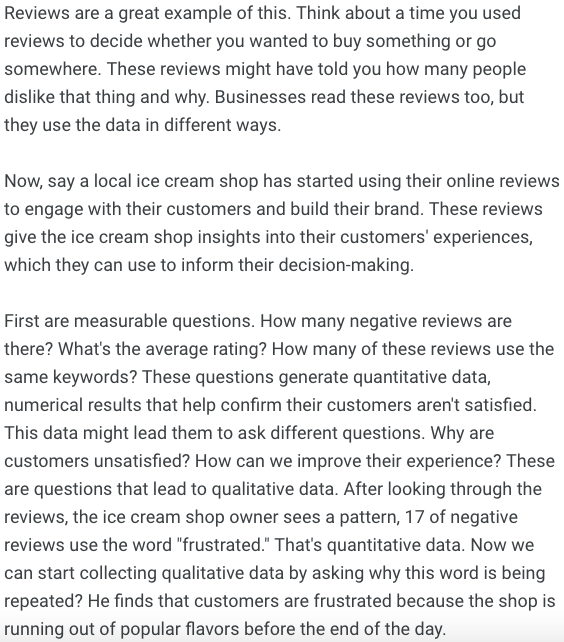 Reviews are a great example of this. Think about a time you used
reviews to decide whether you wanted to buy something or go
somewhere. These reviews might have told you how many people
dislike that thing and why. Businesses read these reviews too, but
they use the data in different ways.
Now, say a local ice cream shop has started using their online reviews
to engage with their customers and build their brand. These reviews
give the ice cream shop insights into their customers' experiences,
which they can use to inform their decision-making.
First are measurable questions. How many negative reviews are
there? What's the average rating? How many of these reviews use the
same keywords? These questions generate quantitative data,
numerical results that help confirm their customers aren't satisfied.
This data might lead them to ask different questions. Why are
customers unsatisfied? How can we improve their experience? These
are questions that lead to qualitative data. After looking through the
reviews, the ice cream shop owner sees a pattern, 17 of negative
reviews use the word "frustrated." That's quantitative data. Now we
can start collecting qualitative data by asking why this word is being
repeated? He finds that customers are frustrated because the shop is
running out of popular flavors before the end of the day.